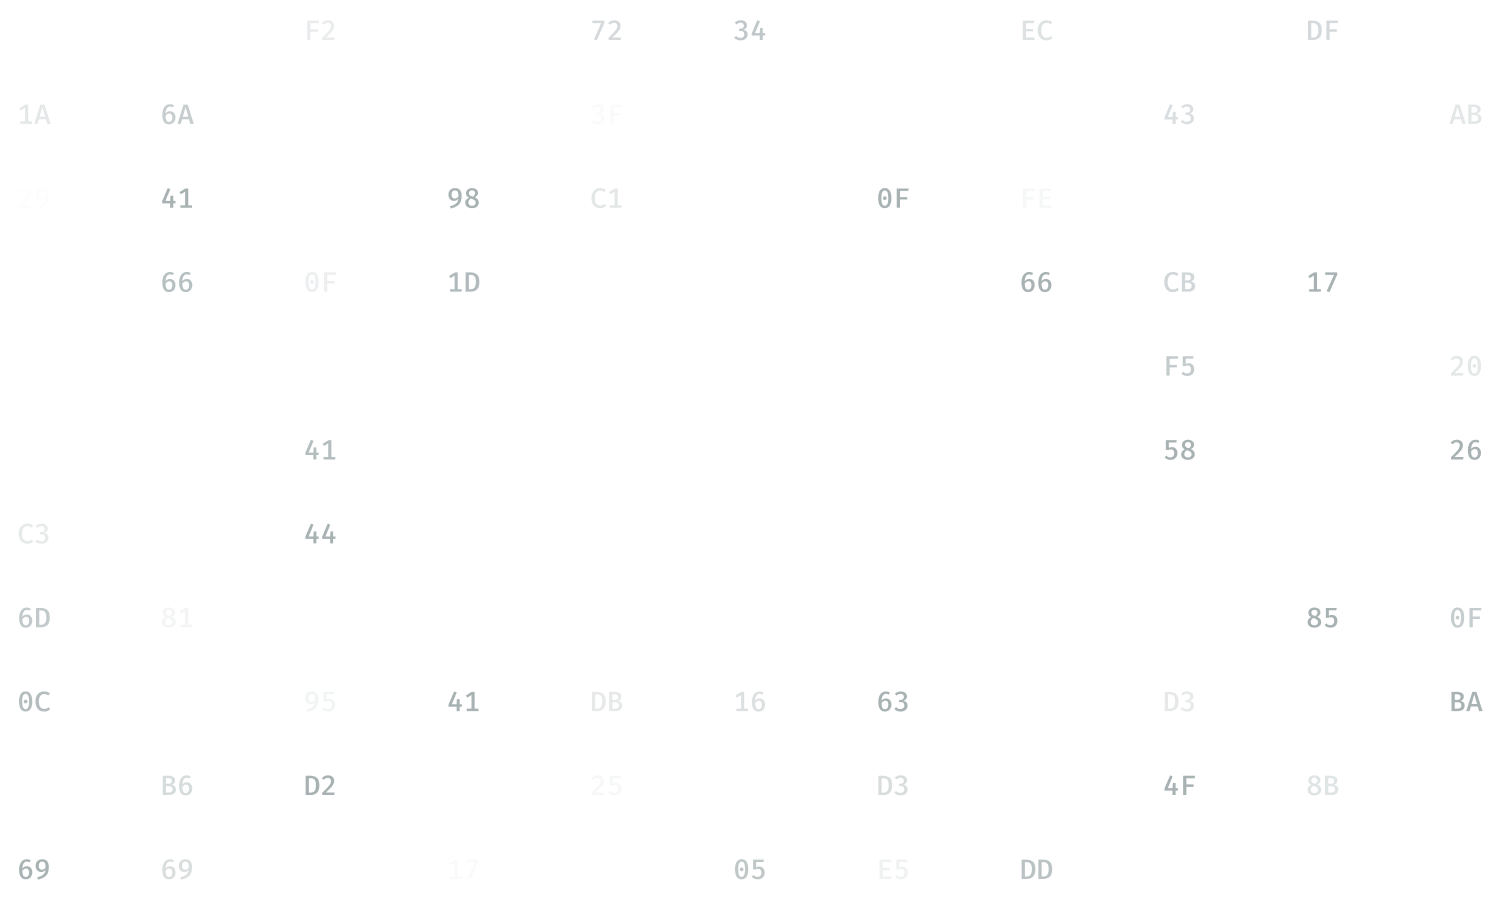 F2 72 34 EC DF
1A 6A 3F 43 AB
20 41 98 C1 0F FE
66 0F 1D 66 CB 17
F5 20
41 58 26
C3 44
6D 81 85 0F
0C 95 41 DB 16 63 D3 BA
B6 D2 25 D3 4F 8B
69 69 17 05 E5 DD